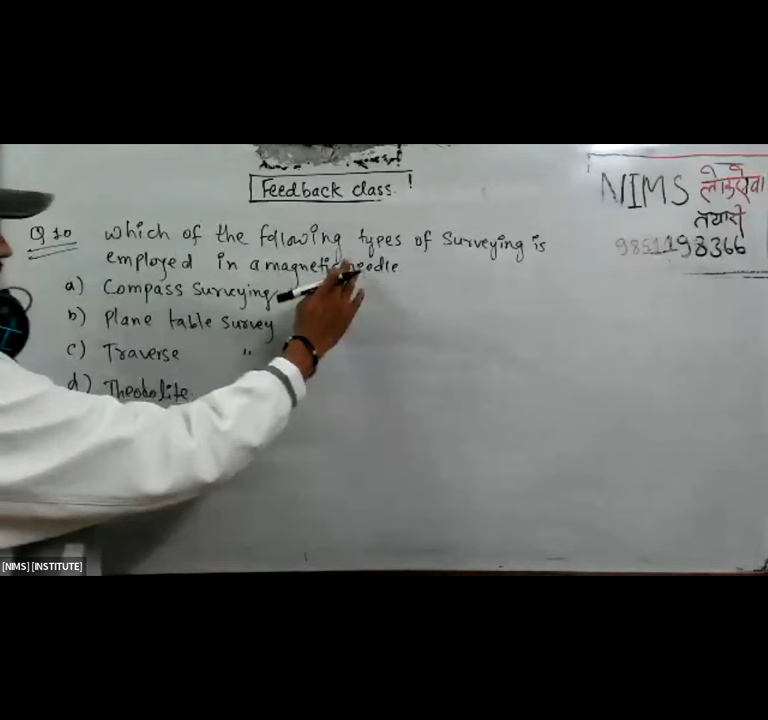 Feedback class !
NIMS लोकसेवा
तयारी
9851198366
Q 10 which of the following types of Surveying is
employed in a magnetic needle
a) Compass Surveying
b) Plane table Survey
c) Traverse "
d) Theodolite
[NIMS] [INSTITUTE]